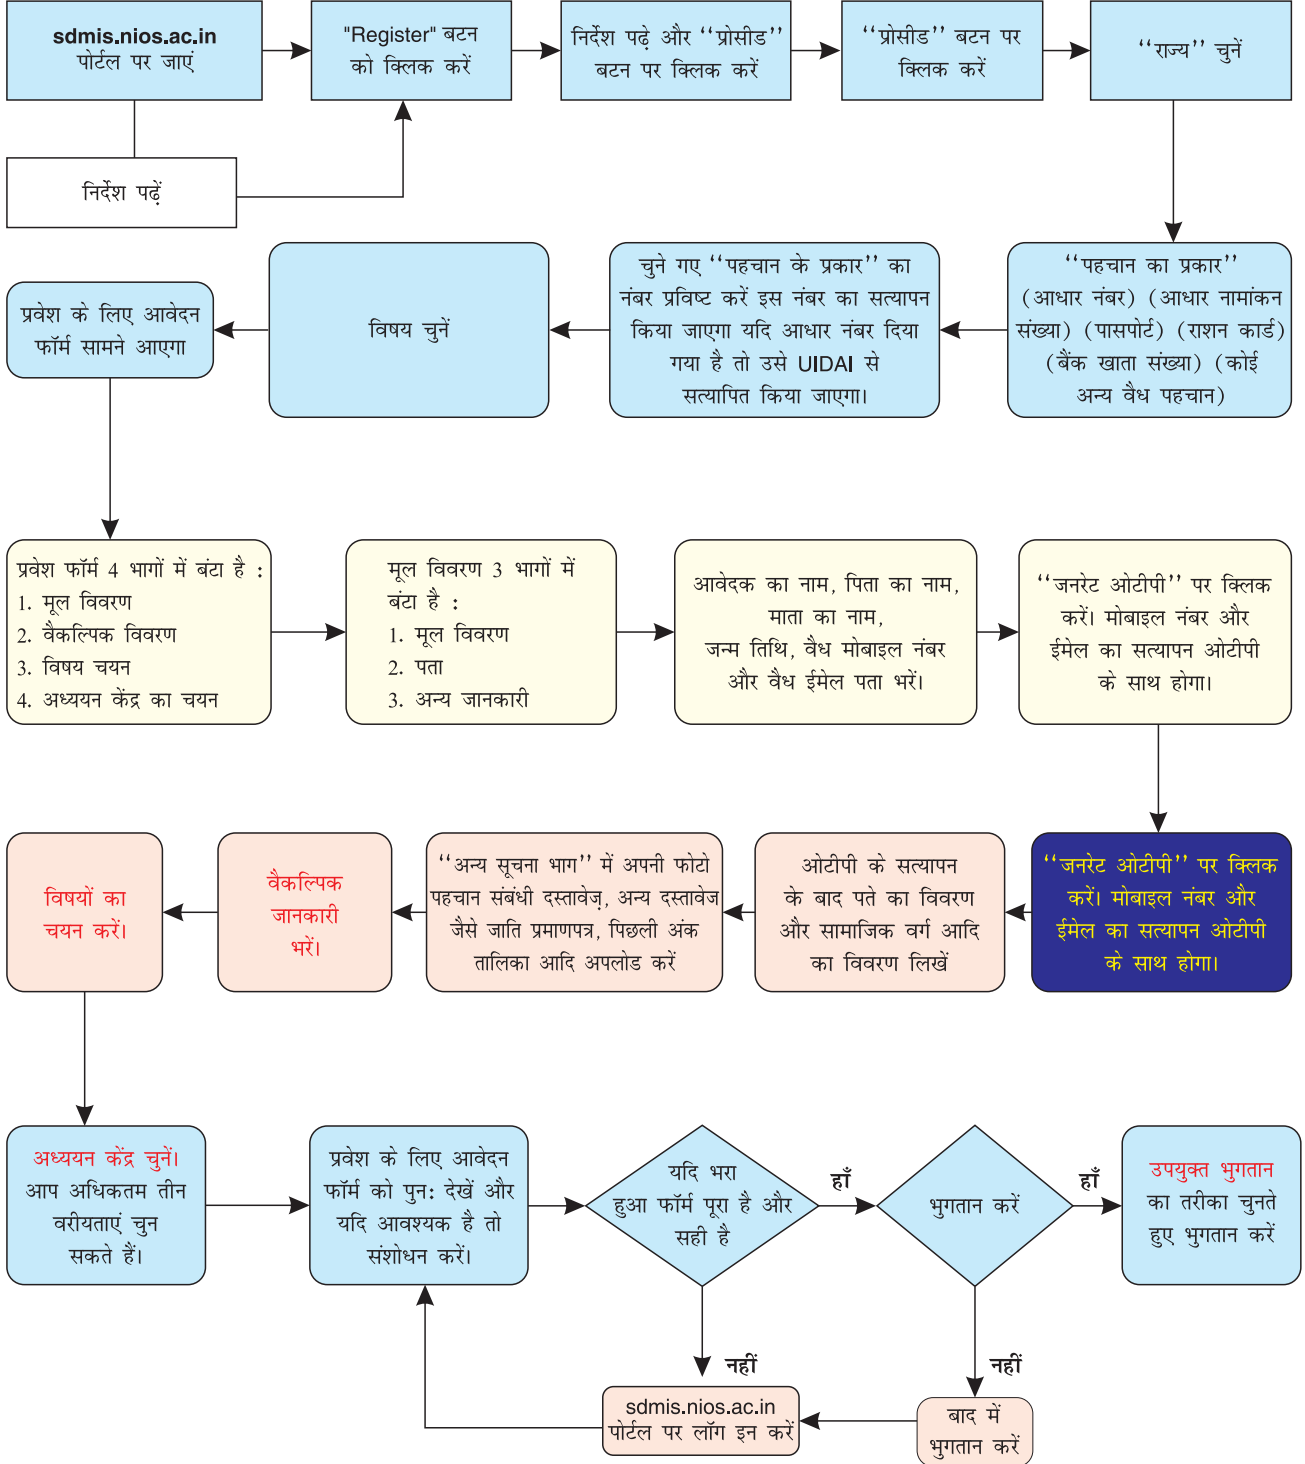 sdmis.nios.ac.in
पोर्टल पर जाएं
"Register" बटन
को क्लिक करें
निर्देश पढ़े और ‘‘प्रोसीड’’
बटन पर क्लिक करें
‘‘प्रोसीड’’ बटन पर
क्लिक करें
‘‘राज्य’’ चुनें
निर्देश पढ़ें
‘‘पहचान का प्रकार’’
(आधार नंबर) (आधार नामांकन
संख्या) (पासपोर्ट) (राशन कार्ड)
(बैंक खाता संख्या) (कोई
अन्य वैध पहचान)
चुने गए ‘‘पहचान के प्रकार’’ का
नंबर प्रविष्ट करें इस नंबर का सत्यापन
किया जाएगा यदि आधार नंबर दिया
गया है तो उसे UIDAI से
सत्यापित किया जाएगा।
विषय चुनें
प्रवेश के लिए आवेदन
फॉर्म सामने आएगा
प्रवेश फॉर्म 4 भागों में बंटा है :
1. मूल विवरण
2. वैकल्पिक विवरण
3. विषय चयन
4. अध्ययन केंद्र का चयन
मूल विवरण 3 भागों में
बंटा है :
1. मूल विवरण
2. पता
3. अन्य जानकारी
आवेदक का नाम, पिता का नाम,
माता का नाम,
जन्म तिथि, वैध मोबाइल नंबर
और वैध ईमेल पता भरें।
‘‘जनरेट ओटीपी’’ पर क्लिक
करें। मोबाइल नंबर और
ईमेल का सत्यापन ओटीपी
के साथ होगा।
‘‘जनरेट ओटीपी’’ पर क्लिक
करें। मोबाइल नंबर और
ईमेल का सत्यापन ओटीपी
के साथ होगा।
ओटीपी के सत्यापन
के बाद पते का विवरण
और सामाजिक वर्ग आदि
का विवरण लिखें
‘‘अन्य सूचना भाग’’ में अपनी फोटो
पहचान संबंधी दस्तावेज़, अन्य दस्तावेज
जैसे जाति प्रमाणपत्र, पिछली अंक
तालिका आदि अपलोड करें
वैकल्पिक
जानकारी
भरें।
विषयों का
चयन करें।
अध्ययन केंद्र चुनें।
आप अधिकतम तीन
वरीयताएं चुन
सकते हैं।
प्रवेश के लिए आवेदन
फॉर्म को पुन: देखें और
यदि आवश्यक है तो
संशोधन करें।
यदि भरा
हुआ फॉर्म पूरा है और
सही है
हाँ
भुगतान करें
हाँ
उपयुक्त भुगतान
का तरीका चुनते
हुए भुगतान करें
नहीं
नहीं
sdmis.nios.ac.in
पोर्टल पर लॉग इन करें
बाद में
भुगतान करें